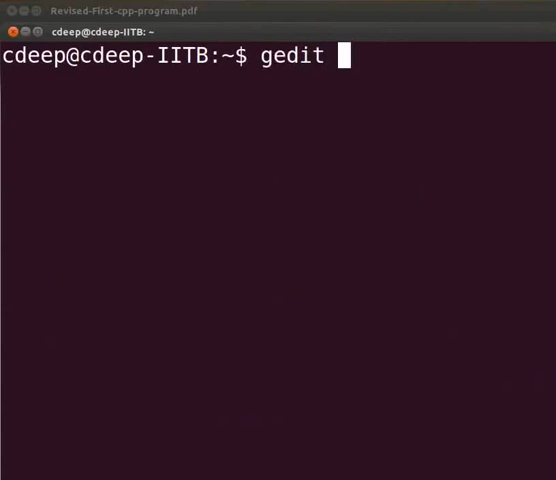 Revised-First-cpp-program.pdf
cdeep@cdeep-IITB: ~
cdeep@cdeep-IITB:~$ gedit